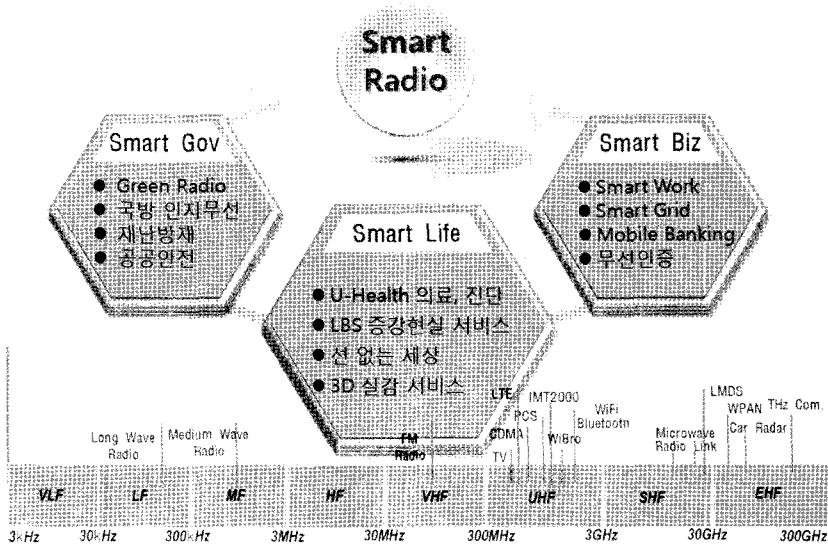 Smart
Radio
Smart Gov
● Green Radio
● 국방 인지무선
● 재난방재
● 공공안전
Smart Biz
● Smart Work
● Smart Grid
● Mobile Banking
● 무선인증
Smart Life
● U-Health 의료, 진단
● LBS 증강현실 서비스
● 선 없는 세상
● 3D 실감 서비스
Long Wave
Radio
Medium Wave
Radio
FM
Radio
LTE
IMT2000
PCS
CDMA
TV
WiBro
WiFi
Bluetooth
LMDS
WPAN
THz Com.
Car Radar
Microwave
Radio Link
VLF LF MF HF VHF UHF SHF EHF
3kHz 30kHz 300kHz 3MHz 30MHz 300MHz 3GHz 30GHz 300GHz